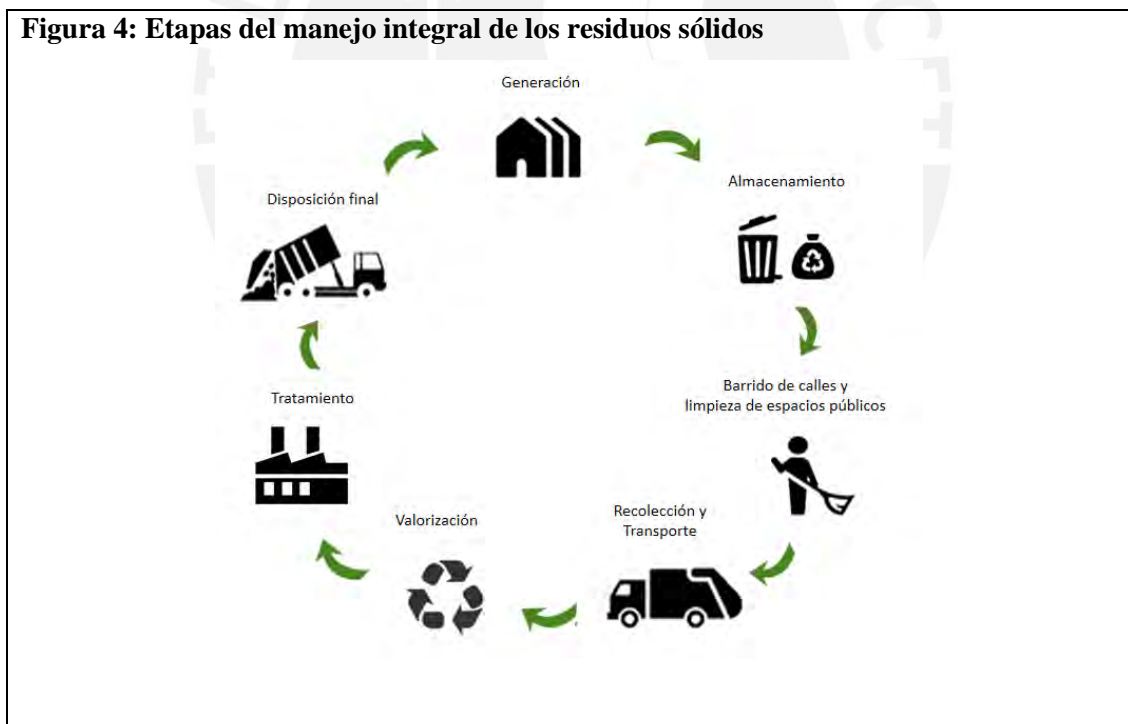 Figura 4: Etapas del manejo integral de los residuos sólidos
Generación
Almacenamiento
Barrido de calles y
limpieza de espacios públicos
Recolección y
Transporte
Valorización
Tratamiento
Disposición final